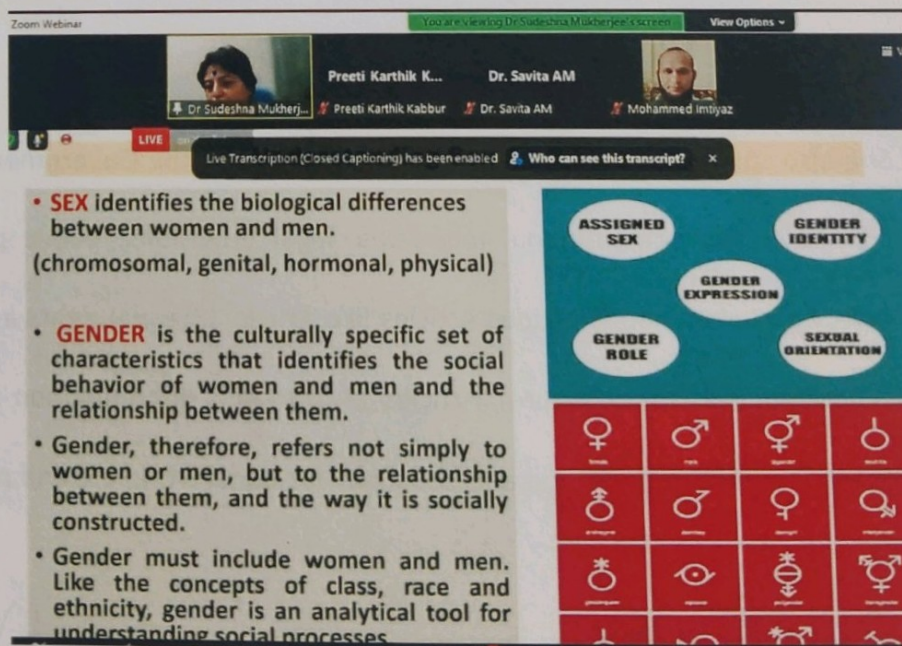 Zoom Webinar
You are viewing Dr Sudeshna Mukherjee's screen
View Options
Preeti Karthik K...
Dr. Savita AM
Dr Sudeshna Mukherj...
Preeti Karthik Kabbur
Dr. Savita AM
Mohammed Imtiyaz
LIVE
Live Transcription (Closed Captioning) has been enabled
Who can see this transcript?
• SEX identifies the biological differences
between women and men.
(chromosomal, genital, hormonal, physical)
• GENDER is the culturally specific set of
characteristics that identifies the social
behavior of women and men and the
relationship between them.
• Gender, therefore, refers not simply to
women or men, but to the relationship
between them, and the way it is socially
constructed.
• Gender must include women and men.
Like the concepts of class, race and
ethnicity, gender is an analytical tool for
understanding social processes
ASSIGNED
SEX
GENDER
IDENTITY
GENDER
EXPRESSION
GENDER
ROLE
SEXUAL
ORIENTATION